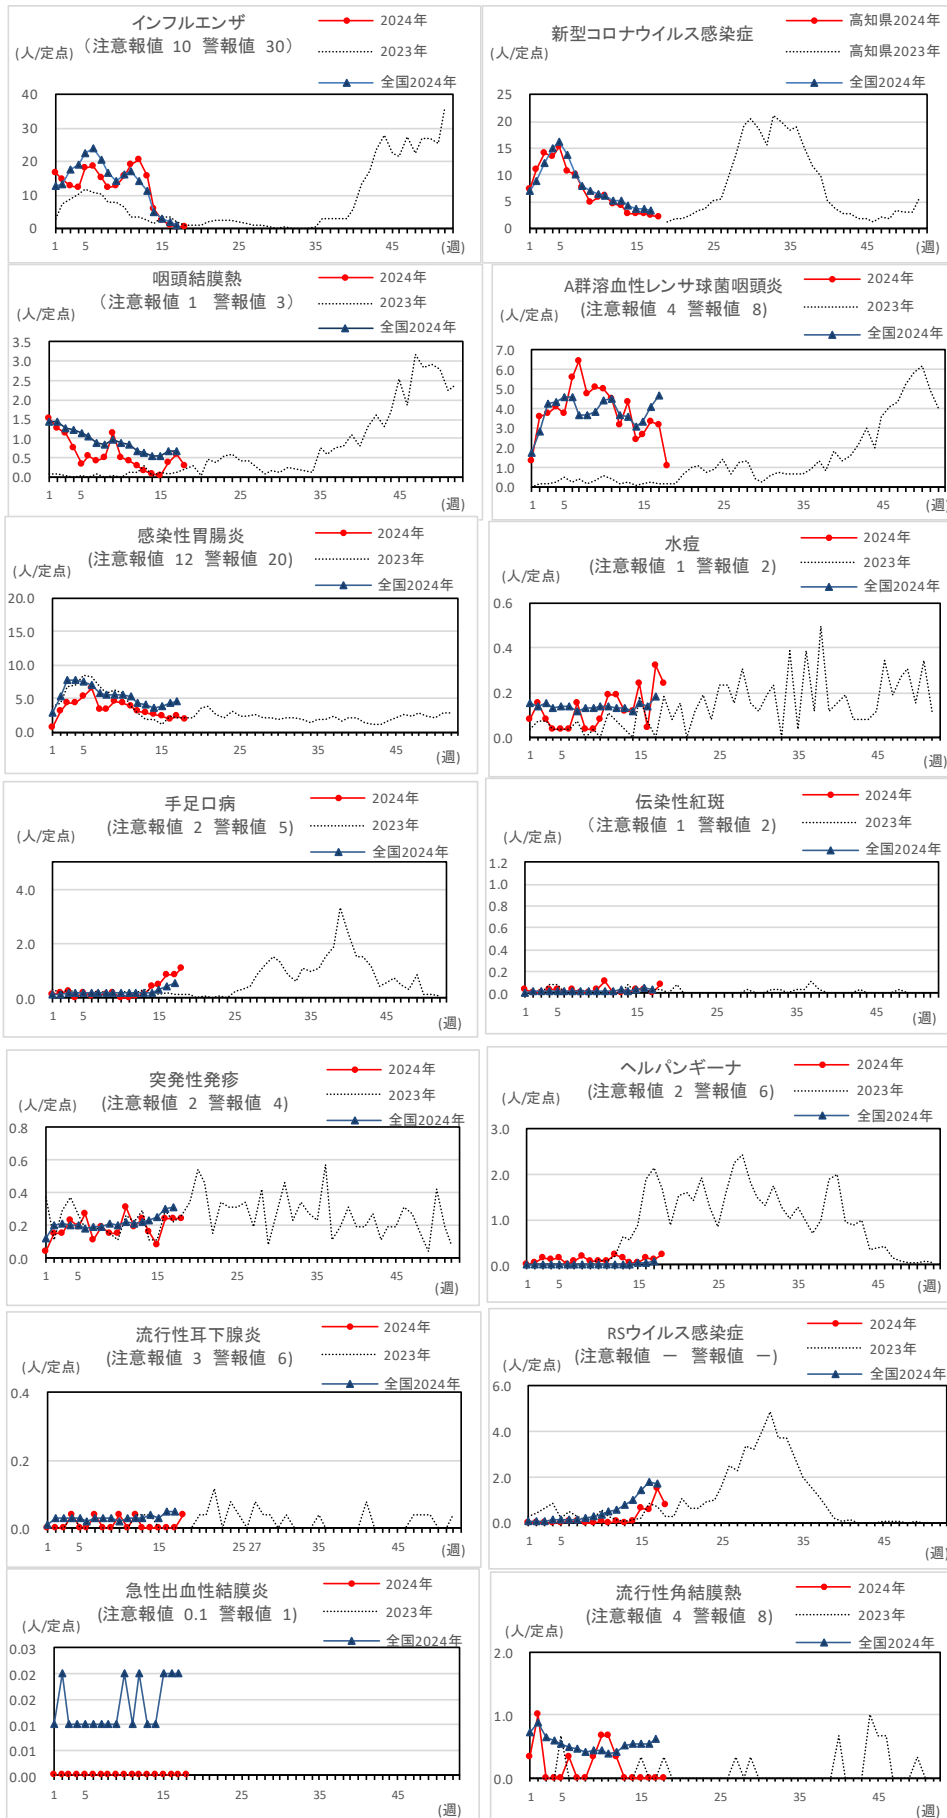 インフルエンザ
(人/定点)
（注意報値 10 警報値 30）
2024年
2023年
全国2024年
40
30
20
10
0
1 5 15 25 35 45
(週)
新型コロナウイルス感染症
(人/定点)
高知県2024年
高知県2023年
全国2024年
25
20
15
10
5
0
1 5 15 25 35 45
(週)
咽頭結膜熱
（注意報値 1 警報値 3）
(人/定点)
2024年
2023年
全国2024年
3.5
3.0
2.5
2.0
1.5
1.0
0.5
0.0
1 5 15 25 35 45
(週)
A群溶血性レンサ球菌咽頭炎
(注意報値 4 警報値 8)
(人/定点)
2024年
2023年
全国2024年
7.0
6.0
5.0
4.0
3.0
2.0
1.0
0.0
1 5 15 25 35 45
(週)
感染性胃腸炎
(注意報値 12 警報値 20)
(人/定点)
2024年
2023年
全国2024年
20.0
15.0
10.0
5.0
0.0
1 5 15 25 35 45
(週)
水痘
(注意報値 1 警報値 2)
(人/定点)
2024年
2023年
全国2024年
0.6
0.4
0.2
0.0
1 5 15 25 35 45
(週)
手足口病
(注意報値 2 警報値 5)
(人/定点)
2024年
2023年
全国2024年
4.0
2.0
0.0
1 5 15 25 35 45
(週)
伝染性紅斑
（注意報値 1 警報値 2）
(人/定点)
2024年
2023年
全国2024年
1.2
1.0
0.8
0.6
0.4
0.2
0.0
1 5 15 25 35 45
(週)
突発性発疹
(注意報値 2 警報値 4)
(人/定点)
2024年
2023年
全国2024年
0.8
0.6
0.4
0.2
0.0
1 5 15 25 35 45
(週)
ヘルパンギーナ
(注意報値 2 警報値 6)
(人/定点)
2024年
2023年
全国2024年
3.0
2.0
1.0
0.0
1 5 15 25 35 45
(週)
流行性耳下腺炎
(注意報値 3 警報値 6)
(人/定点)
2024年
2023年
全国2024年
0.4
0.2
0.0
1 5 15 25 27 35 45
(週)
RSウイルス感染症
(注意報値 ー 警報値 ー)
(人/定点)
2024年
2023年
全国2024年
6.0
4.0
2.0
0.0
1 5 15 25 35 45
(週)
急性出血性結膜炎
(注意報値 0.1 警報値 1)
(人/定点)
2024年
2023年
全国2024年
0.03
0.02
0.02
0.01
0.01
0.00
1 5 15 25 35 45
(週)
流行性角結膜熱
(注意報値 4 警報値 8)
(人/定点)
2024年
2023年
全国2024年
2.0
1.0
0.0
1 5 15 25 35 45
(週)